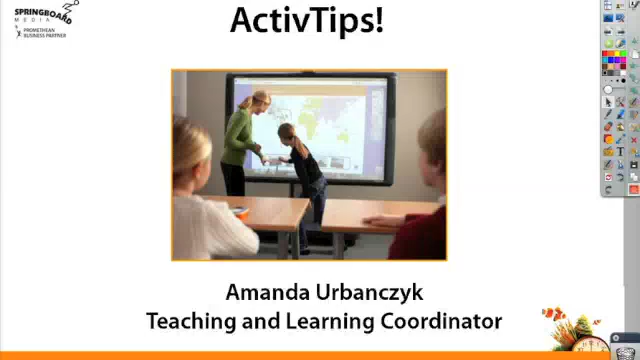 SPRINGBOARD
MEDIA
PROMETHEAN
BUSINESS PARTNER
ActivTips!
Amanda Urbanczyk
Teaching and Learning Coordinator